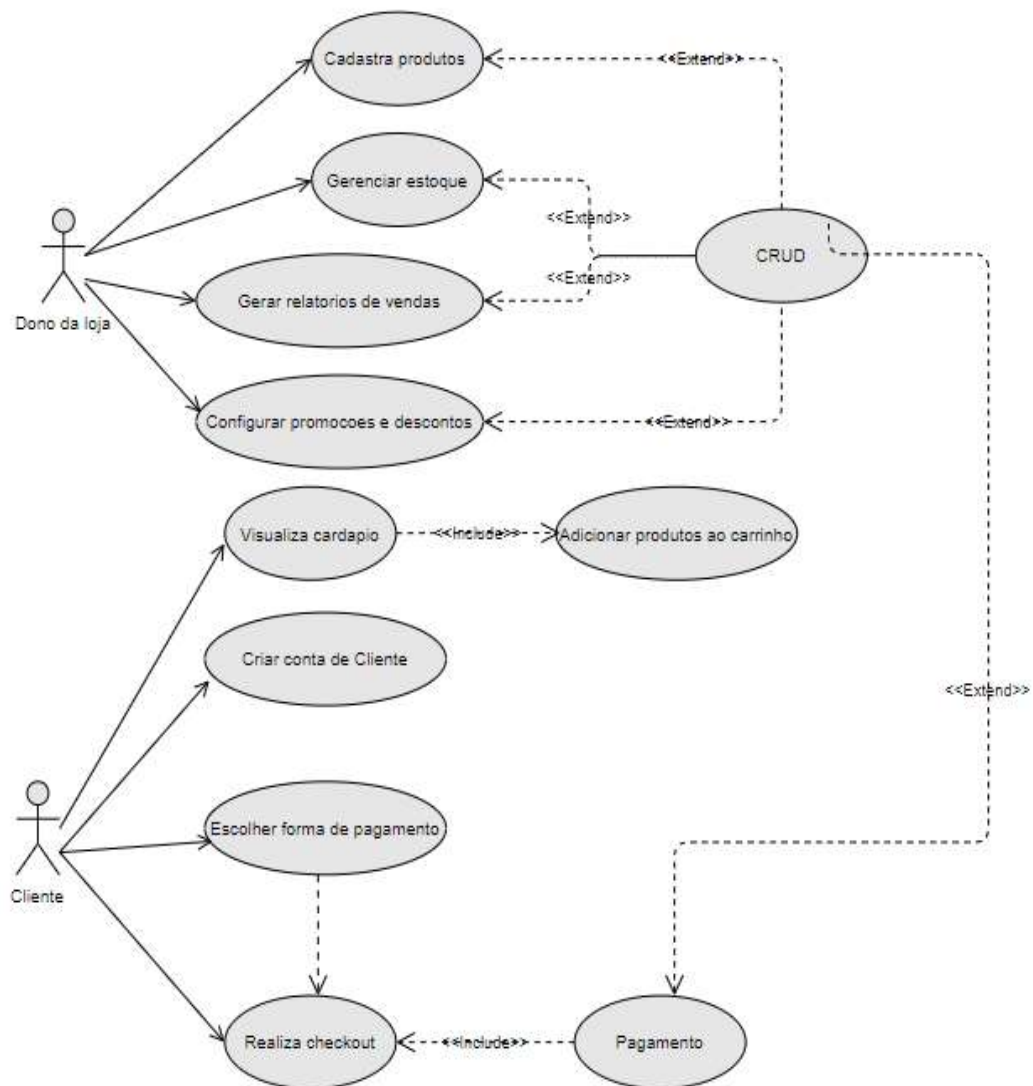 Cadastra produtos
<<Extend>>
Gerenciar estoque
<<Extend>>
CRUD
<<Extend>>
Gerar relatorios de vendas
Dono da loja
Configurar promocoes e descontos
<<Extend>>
Visualiza cardapio
<<Include>>
Adicionar produtos ao carrinho
Criar conta de Cliente
<<Extend>>
Escolher forma de pagamento
Cliente
Realiza checkout
<<Include>>
Pagamento